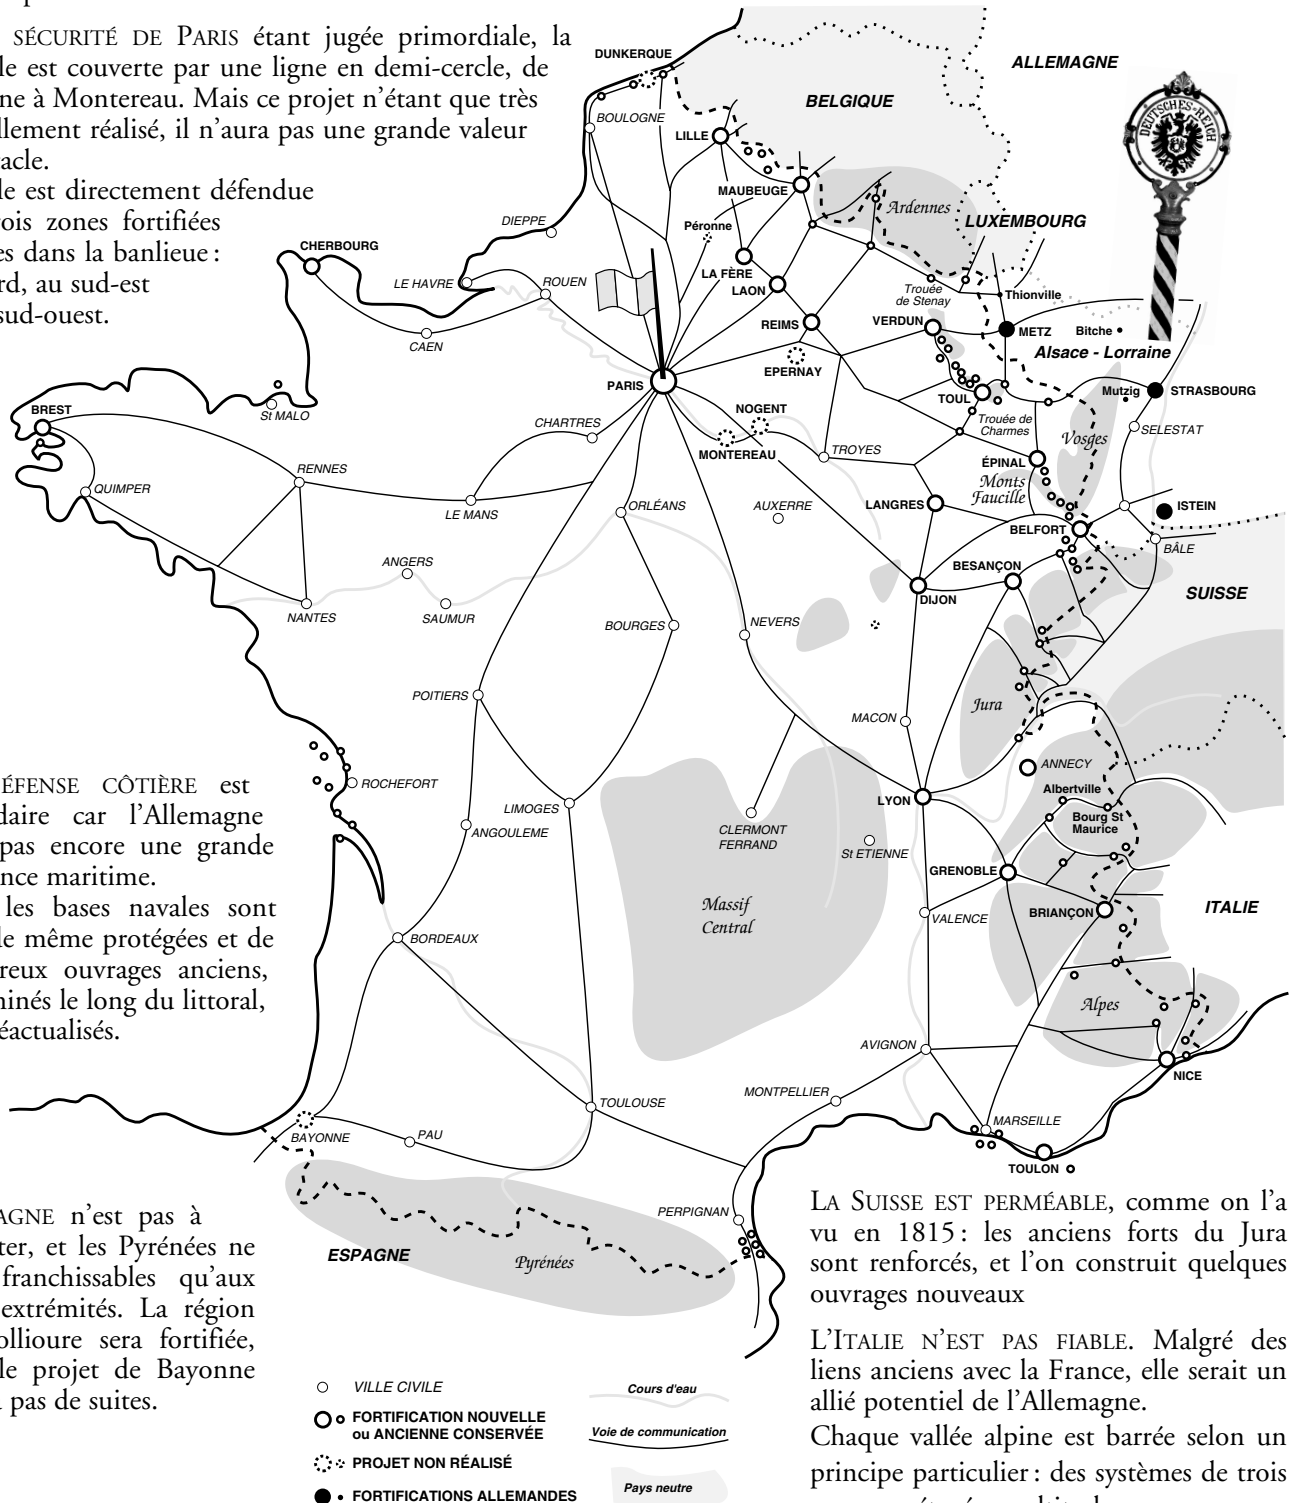 SÉCURITÉ DE PARIS étant jugée primordiale, la
le est couverte par une ligne en demi-cercle, de
ne à Montereau. Mais ce projet n'étant que très
llement réalisé, il n'aura pas une grande valeur
acle.
le est directement défendue
rois zones fortifiées
es dans la banlieue :
rd, au sud-est
sud-ouest.
DUNKERQUE
ALLEMAGNE
BELGIQUE
DEUTSCHES-REICH
BOULOGNE
LILLE
MAUBEUGE
Ardennes
LUXEMBOURG
DIEPPE
Péronne
CHERBOURG
LE HAVRE
ROUEN
LA FÈRE
LAON
Trouée
de Stenay
Thionville
CAEN
REIMS
VERDUN
METZ
Bitche
Alsace - Lorraine
EPERNAY
PARIS
BREST
St MALO
TOUL
Mutzig
STRASBOURG
CHARTRES
NOGENT
MONTEREAU
TROYES
Trouée de
Charmes
Vosges
SELESTAT
QUIMPER
RENNES
LE MANS
ORLÉANS
AUXERRE
LANGRES
ÉPINAL
Monts
Faucille
ISTEIN
BELFORT
BÂLE
ANGERS
BESANÇON
NANTES
SAUMUR
BOURGES
NEVERS
DIJON
SUISSE
POITIERS
MACON
Jura
ÉFENSE CÔTIÈRE est
daire car l'Allemagne
pas encore une grande
nce maritime.
les bases navales sont
le même protégées et de
reux ouvrages anciens,
minés le long du littoral,
éactualisés.
ROCHEFORT
ANNECY
LIMOGES
LYON
Albertville
ANGOULEME
CLERMONT
FERRAND
St ETIENNE
Bourg St
Maurice
GRENOBLE
Massif
Central
VALENCE
BRIANÇON
ITALIE
BORDEAUX
Alpes
AVIGNON
NICE
MONTPELLIER
TOULOUSE
MARSEILLE
BAYONNE
PAU
TOULON
PERPIGNAN
ESPAGNE
Pyrénées
AGNE n'est pas à
ter, et les Pyrénées ne
franchissables qu'aux
extrémités. La région
ollioure sera fortifiée,
le projet de Bayonne
pas de suites.
LA SUISSE EST PERMÉABLE, comme on l'a
vu en 1815 : les anciens forts du Jura
sont renforcés, et l'on construit quelques
ouvrages nouveaux
L'ITALIE N'EST PAS FIABLE. Malgré des
liens anciens avec la France, elle serait un
allié potentiel de l'Allemagne.
Chaque vallée alpine est barrée selon un
principe particulier : des systèmes de trois
VILLE CIVILE
FORTIFICATION NOUVELLE
ou ANCIENNE CONSERVÉE
PROJET NON RÉALISÉ
FORTIFICATIONS ALLEMANDES
Cours d'eau
Voie de communication
Pays neutre